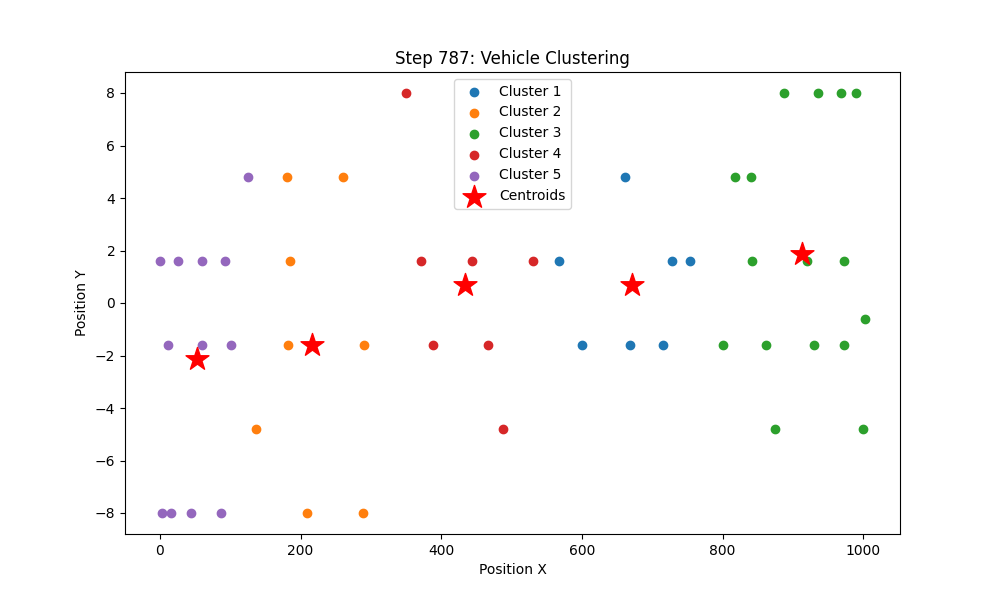 Step 787: Vehicle Clustering
Cluster 1
Cluster 2
Cluster 3
Cluster 4
Cluster 5
Centroids
Position Y
8
6
4
2
0
−2
−4
−6
−8
0 200 400 600 800 1000
Position X